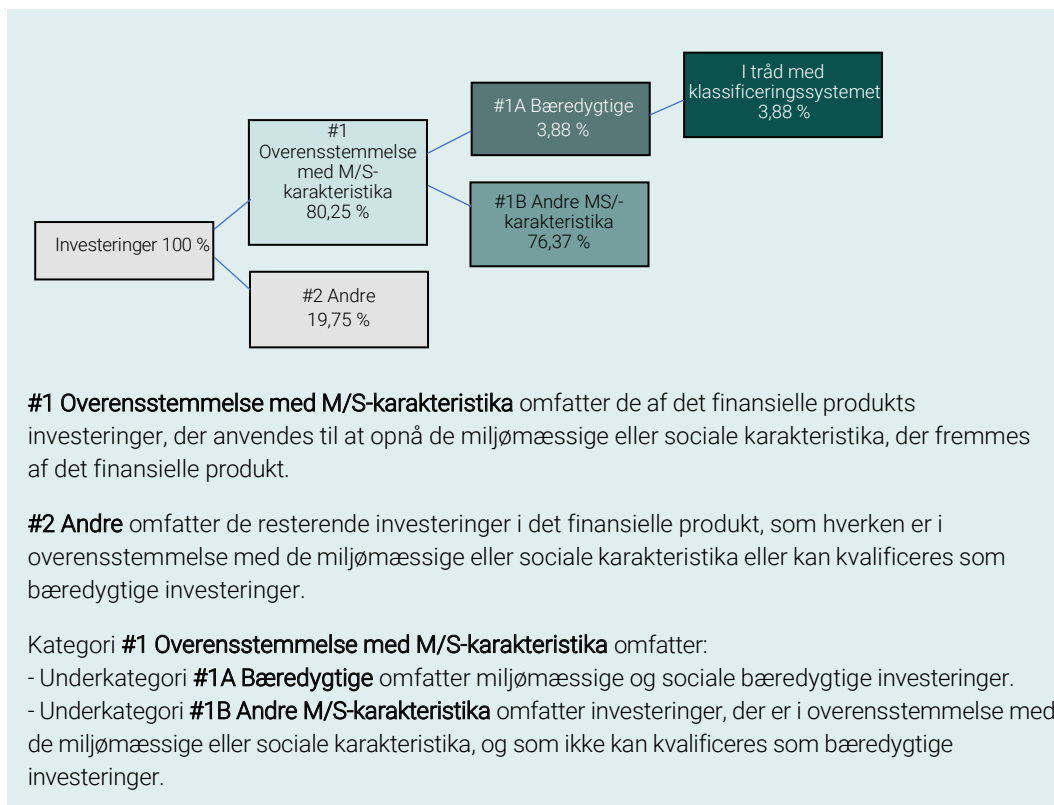 I tråd med
klassificeringssystemet
3,88 %
#1A Bæredygtige
3,88 %
#1
Overensstemmelse
med M/S-
karakteristika
80,25 %
#1B Andre MS/-
karakteristika
76,37 %
Investeringer 100 %
#2 Andre
19,75 %
#1 Overensstemmelse med M/S-karakteristika omfatter de af det finansielle produkts
investeringer, der anvendes til at opnå de miljømæssige eller sociale karakteristika, der fremmes
af det finansielle produkt.
#2 Andre omfatter de resterende investeringer i det finansielle produkt, som hverken er i
overensstemmelse med de miljømæssige eller sociale karakteristika eller kan kvalificeres som
bæredygtige investeringer.
Kategori #1 Overensstemmelse med M/S-karakteristika omfatter:
- Underkategori #1A Bæredygtige omfatter miljømæssige og sociale bæredygtige investeringer.
- Underkategori #1B Andre M/S-karakteristika omfatter investeringer, der er i overensstemmelse med
de miljømæssige eller sociale karakteristika, og som ikke kan kvalificeres som bæredygtige
investeringer.